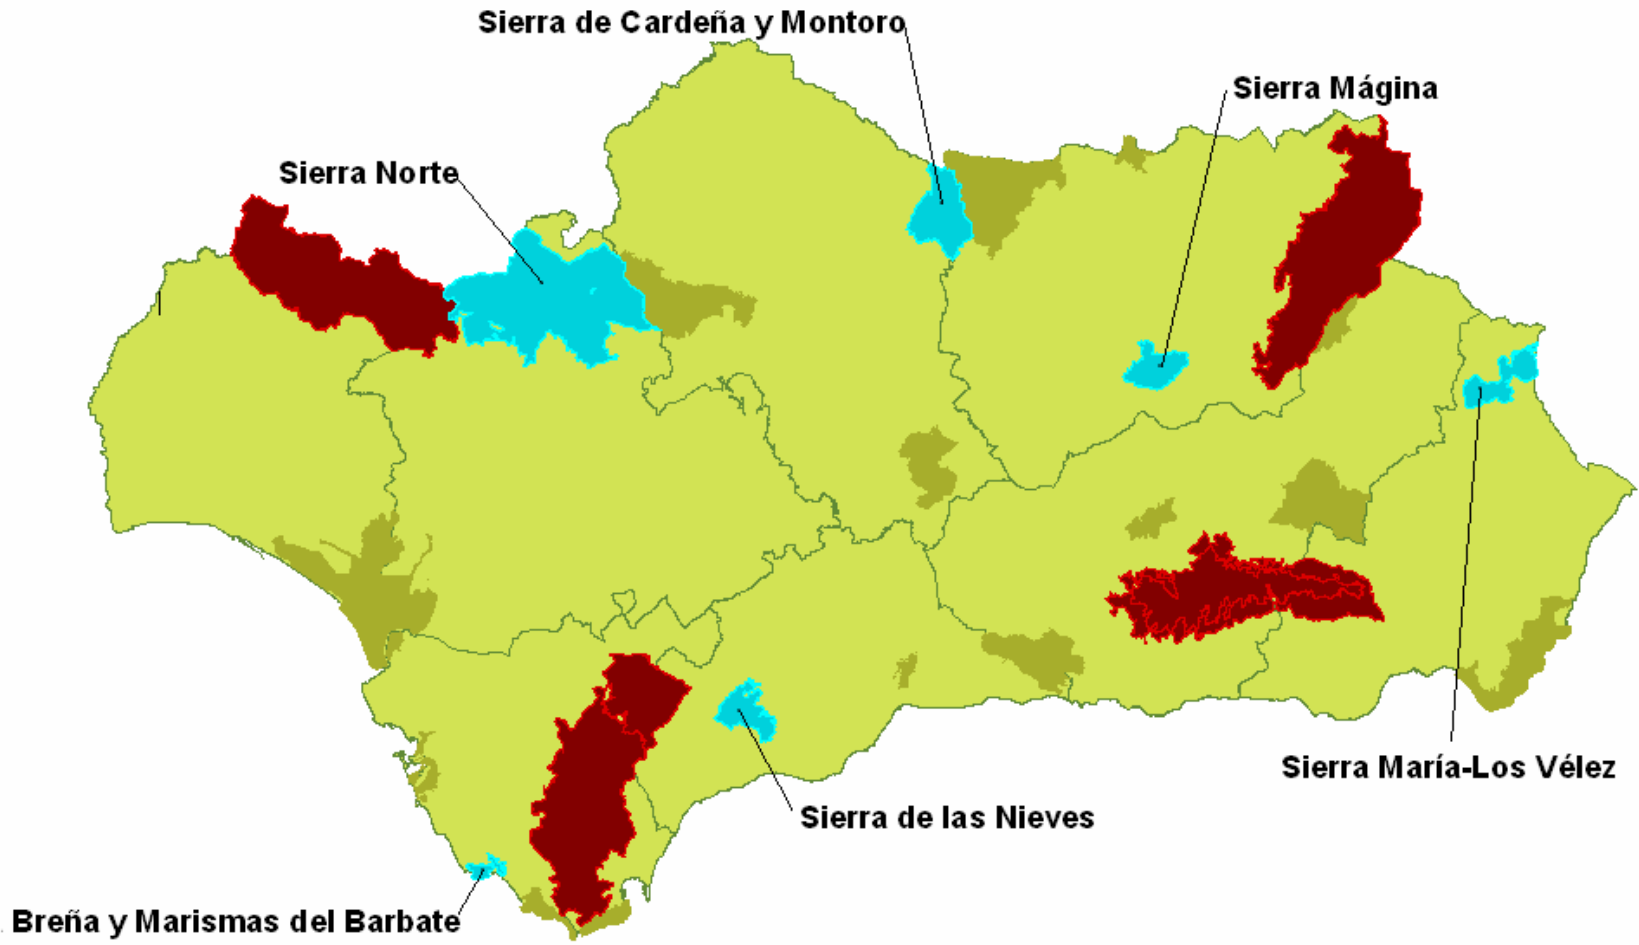 Sierra de Cardeña y Montoro
Sierra Mágina
Sierra Norte
Sierra María-Los Vélez
Sierra de las Nieves
Breña y Marismas del Barbate